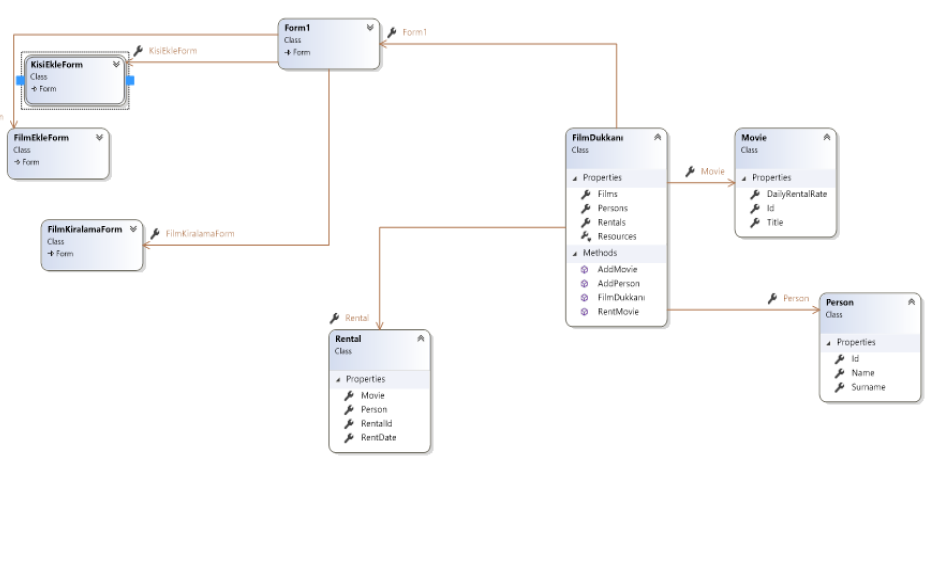 Form1
Class
Form
Form1
KisiEkleForm
KisiEkleForm
Class
Form
FilmEkleForm
Class
Form
FilmKiralamaForm
Class
Form
FilmKiralamaForm
FilmDukkanı
Class
Properties
Films
Persons
Rentals
Resources
Methods
AddMovie
AddPerson
FilmDukkanı
RentMovie
Movie
Movie
Class
Properties
DailyRentalRate
Id
Title
Person
Person
Class
Properties
Id
Name
Surname
Rental
Rental
Class
Properties
Movie
Person
RentalId
RentDate